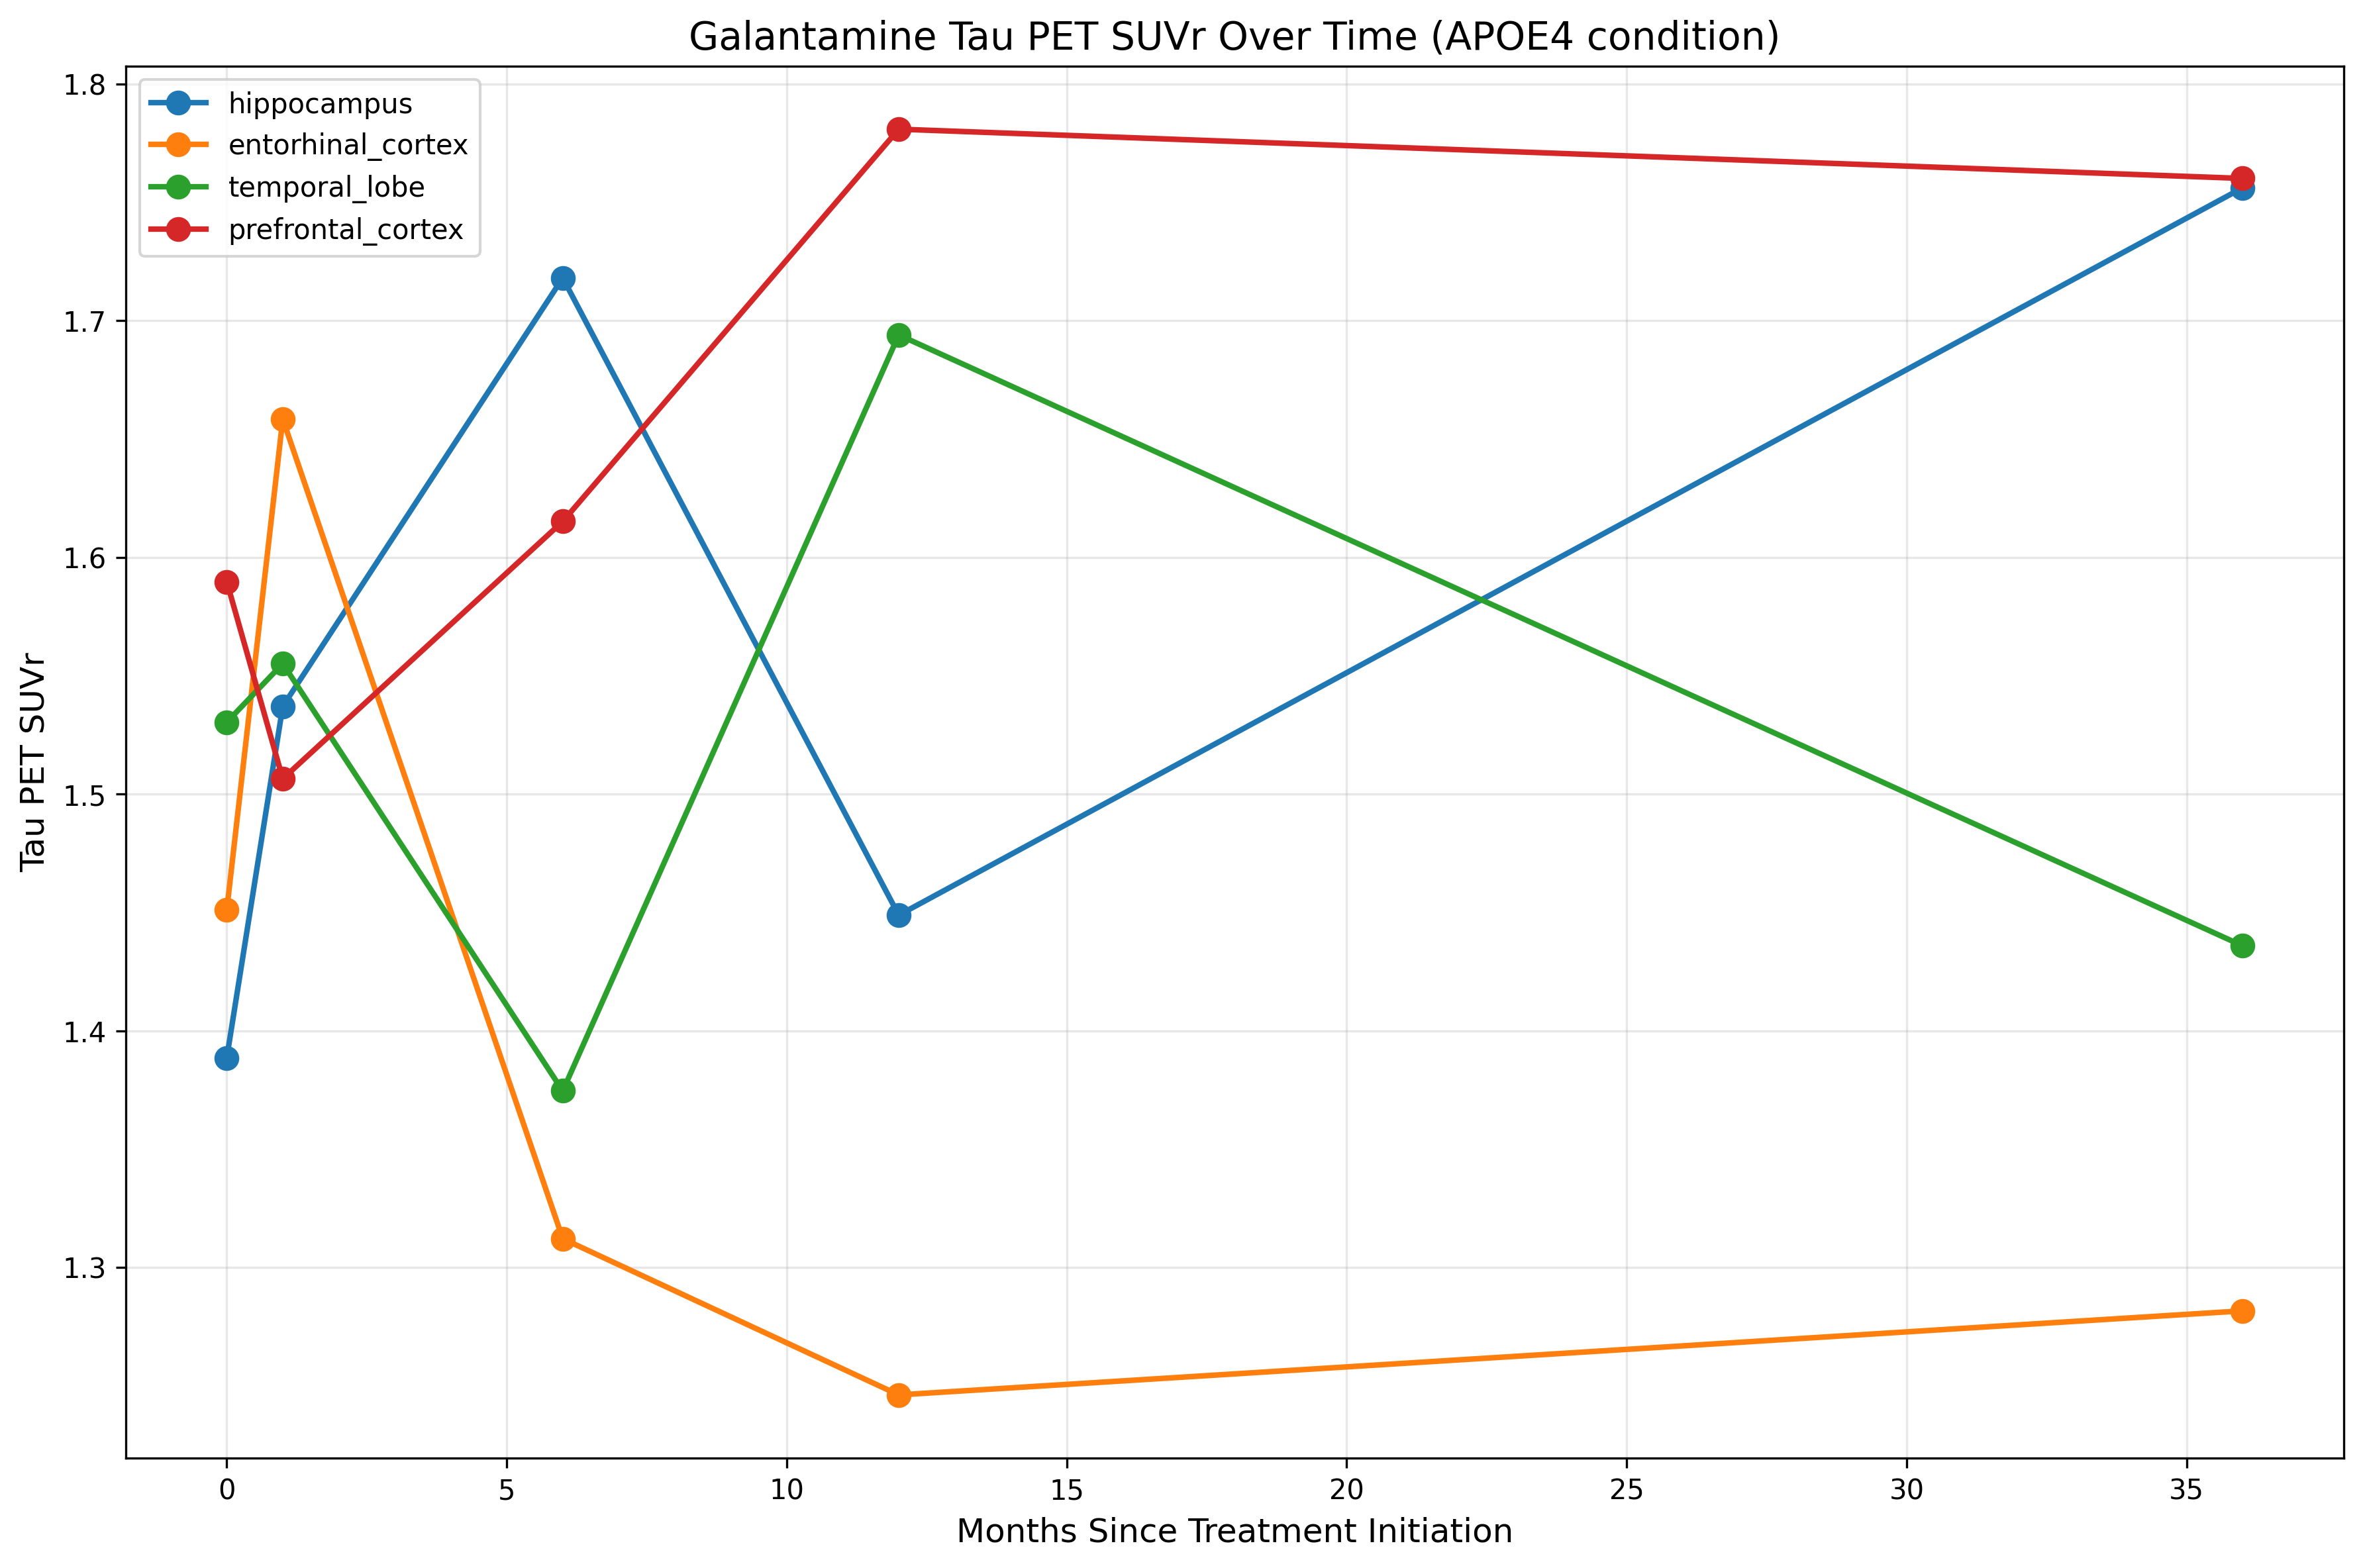 Galantamine Tau PET SUVr Over Time (APOE4 condition)
hippocampus
entorhinal_cortex
temporal_lobe
prefrontal_cortex
Tau PET SUVr
1.8
1.7
1.6
1.5
1.4
1.3
0 5 10 15 20 25 30 35
Months Since Treatment Initiation